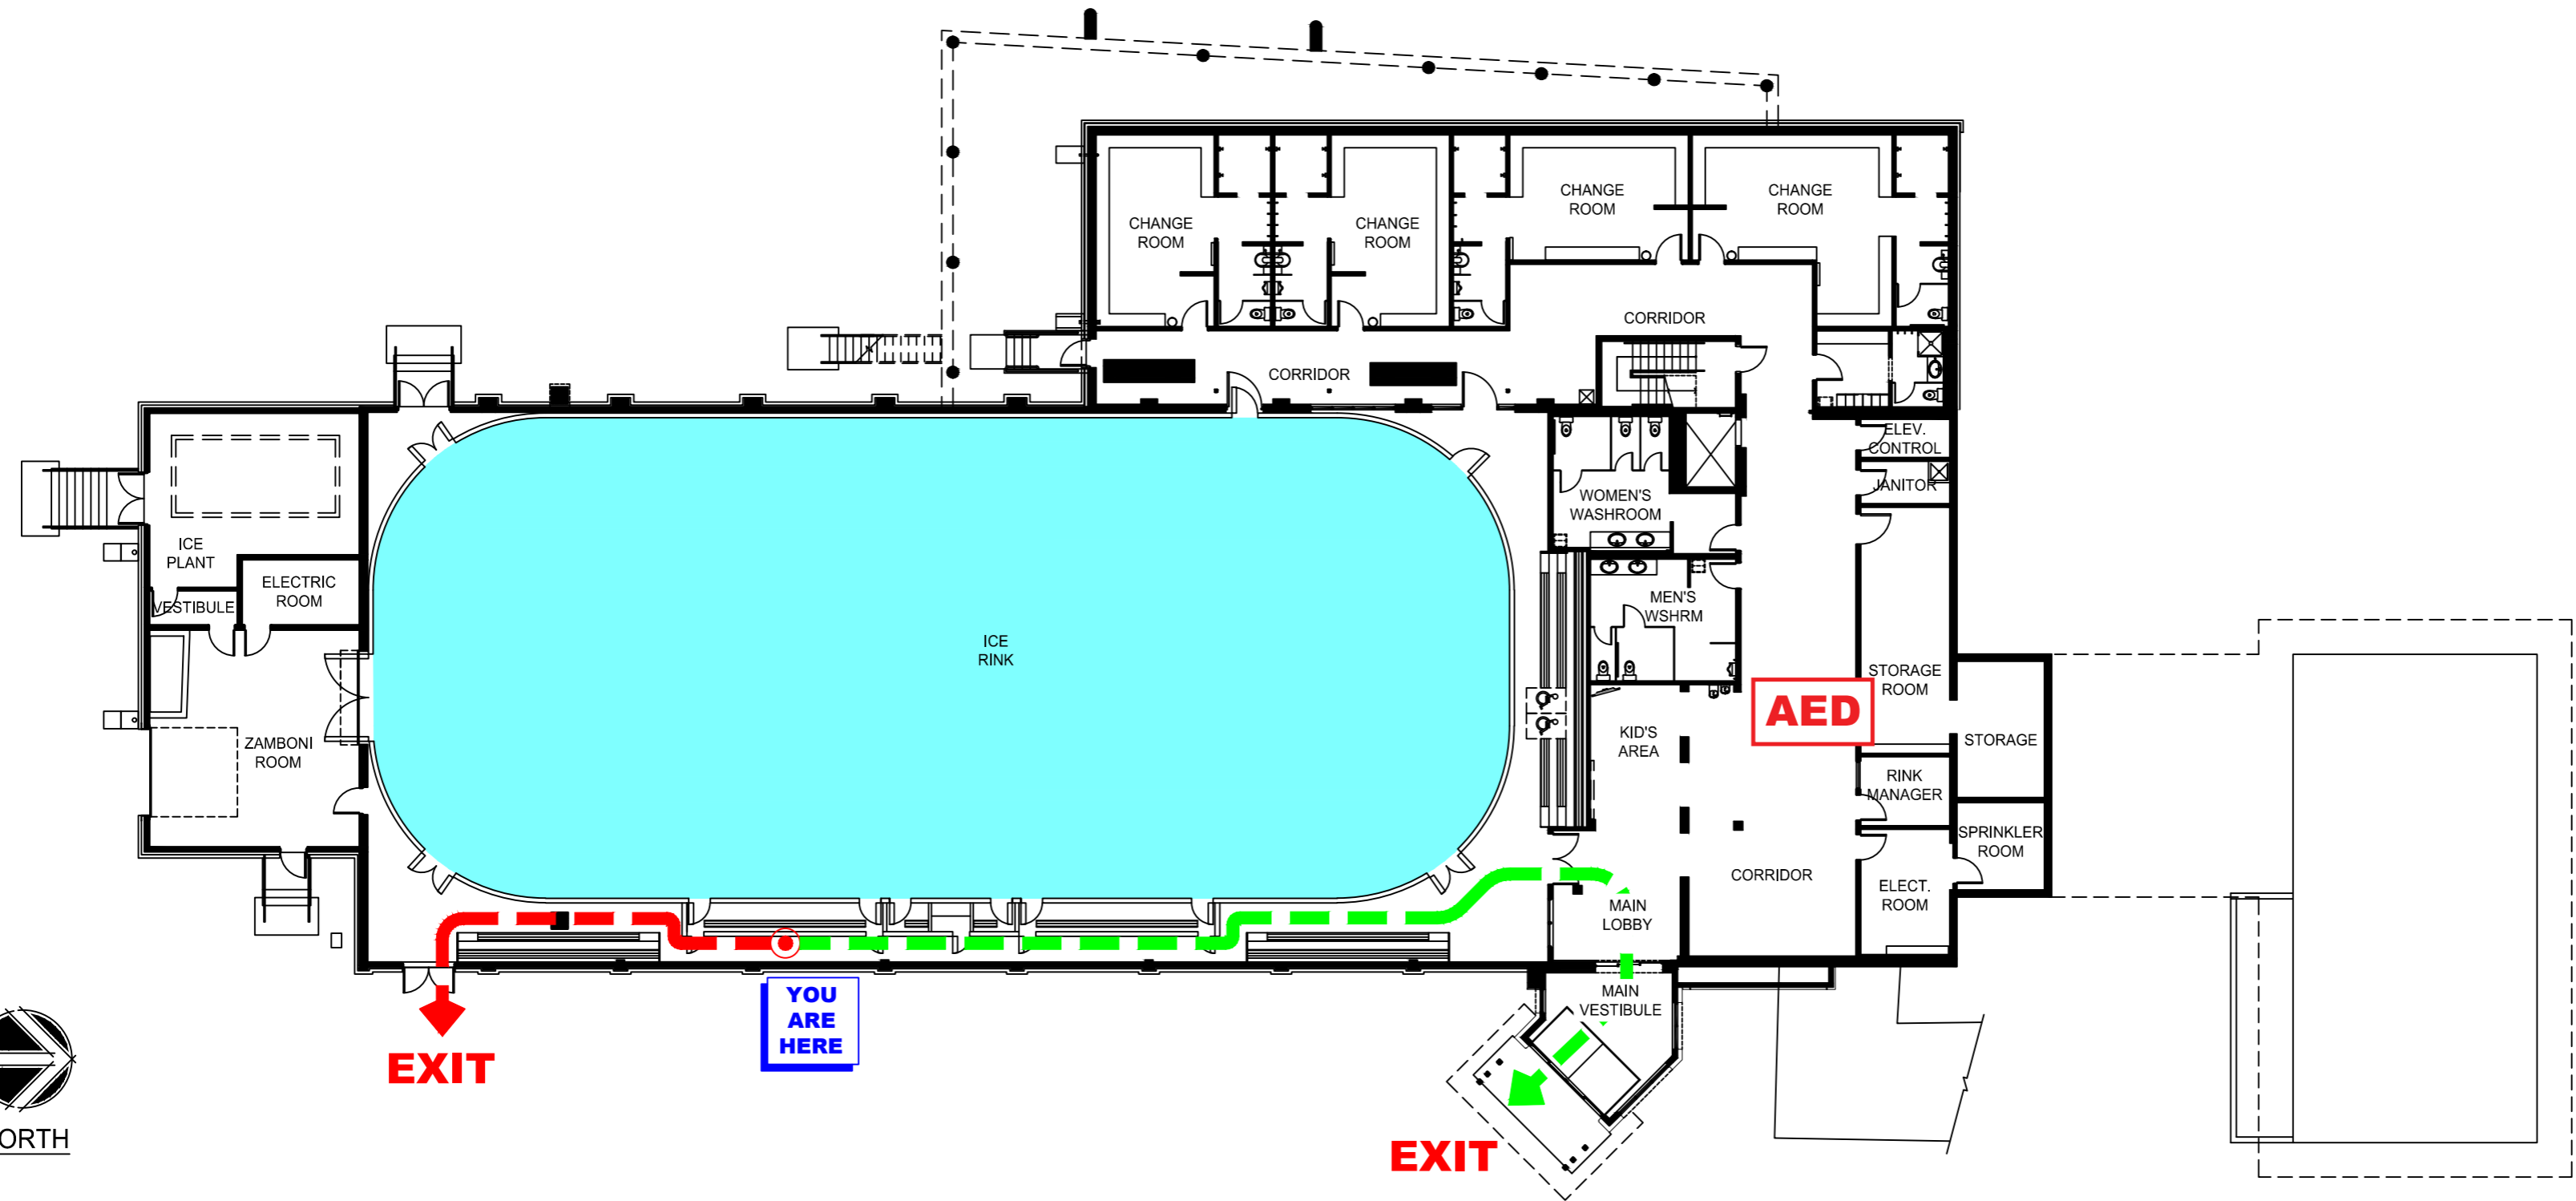 CHANGE
ROOM
CHANGE
ROOM
CHANGE
ROOM
CHANGE
ROOM
CORRIDOR
CORRIDOR
ELEV.
CONTROL
JANITOR
WOMEN'S
WASHROOM
ICE
PLANT
ELECTRIC
ROOM
VESTIBULE
MEN'S
WSHRM
ICE
RINK
STORAGE
ROOM
AED
KID'S
AREA
STORAGE
ZAMBONI
ROOM
RINK
MANAGER
SPRINKLER
ROOM
CORRIDOR
ELECT.
ROOM
MAIN
LOBBY
YOU
ARE
HERE
MAIN
VESTIBULE
EXIT
EXIT
ORTH